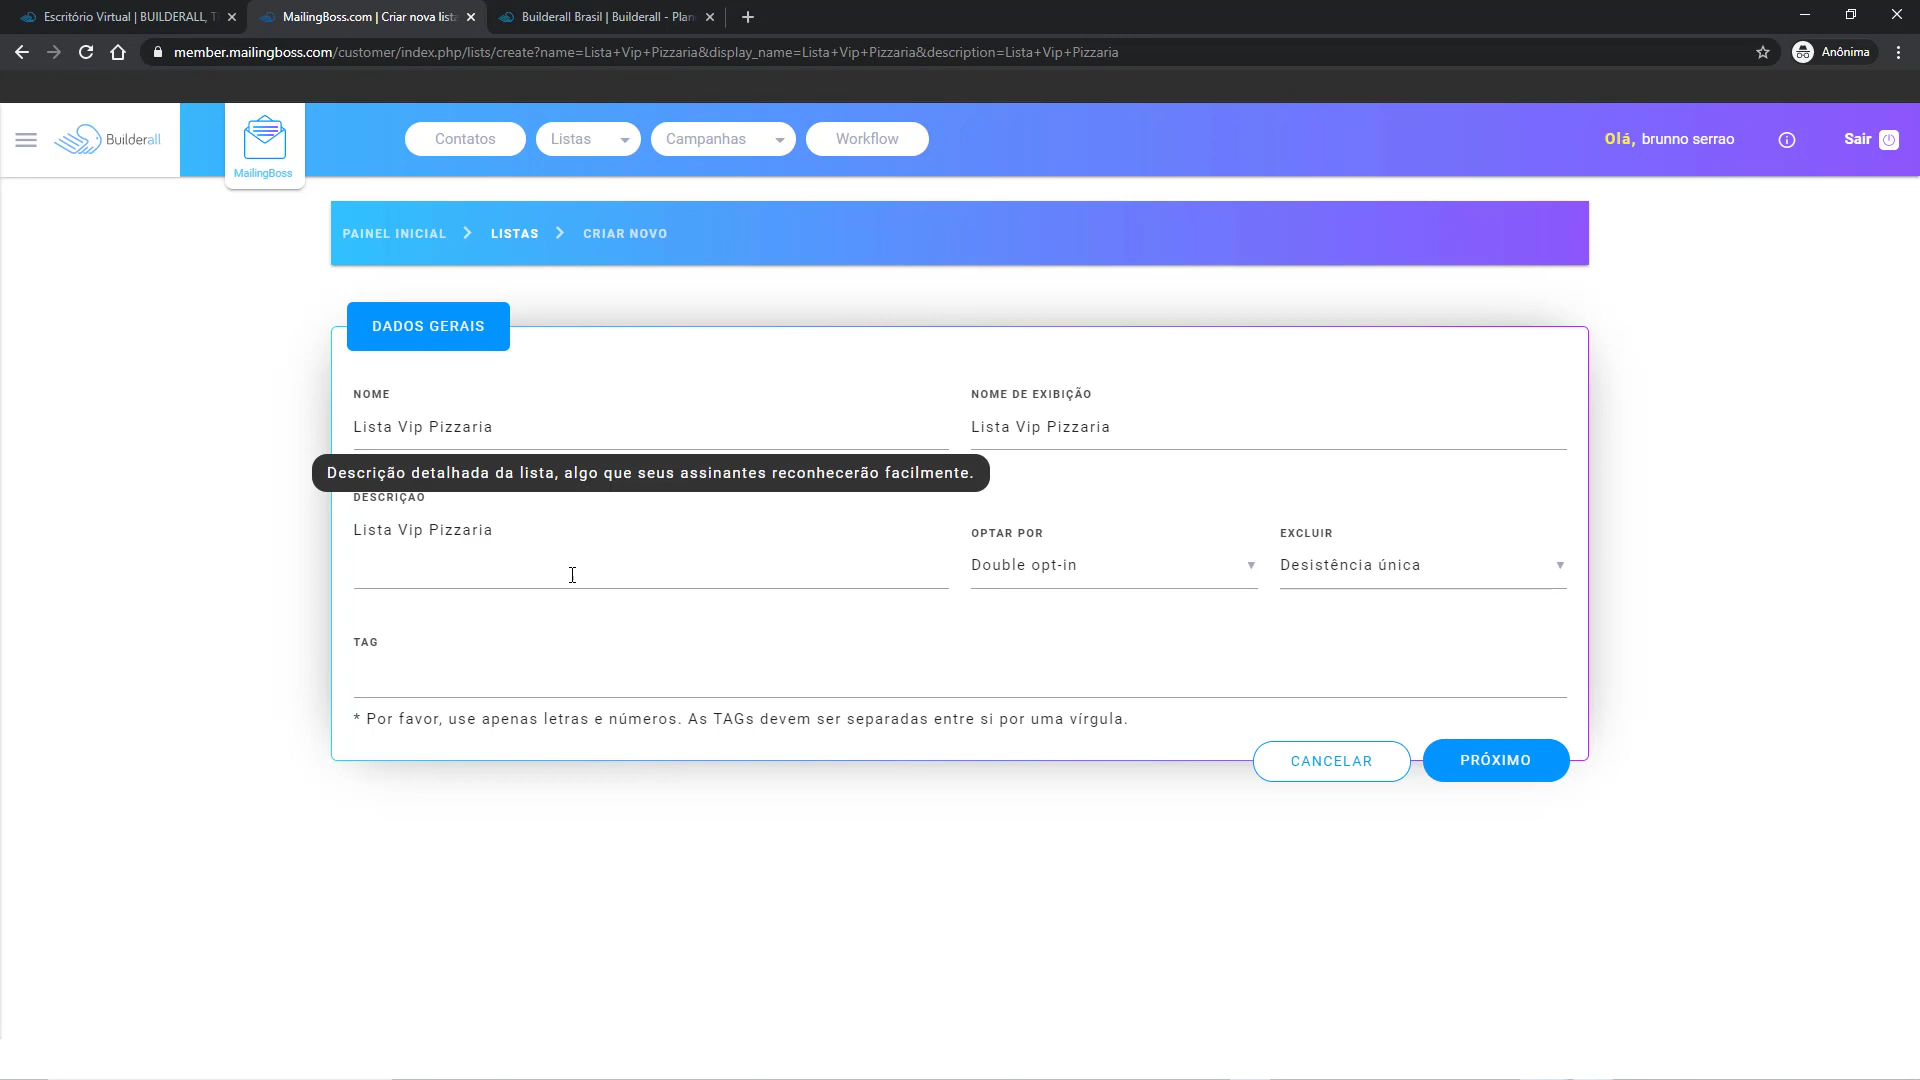 Escritório Virtual | BUILDERALL, T
MailingBoss.com | Criar nova lista
Builderall Brasil | Builderall - Plan
member.mailingboss.com/customer/index.php/lists/create?name=Lista+Vip+Pizzaria&display_name=Lista+Vip+Pizzaria&description=Lista+Vip+Pizzaria
Anônima
Builderall
MailingBoss
Contatos
Listas
Campanhas
Workflow
Olá, brunno serrao
Sair
PAINEL INICIAL
LISTAS
CRIAR NOVO
DADOS GERAIS
NOME
NOME DE EXIBIÇÃO
Lista Vip Pizzaria
Lista Vip Pizzaria
Descrição detalhada da lista, algo que seus assinantes reconhecerão facilmente.
DESCRIÇÃO
Lista Vip Pizzaria
OPTAR POR
EXCLUIR
Double opt-in
Desistência única
TAG
* Por favor, use apenas letras e números. As TAGs devem ser separadas entre si por uma vírgula.
CANCELAR
PRÓXIMO